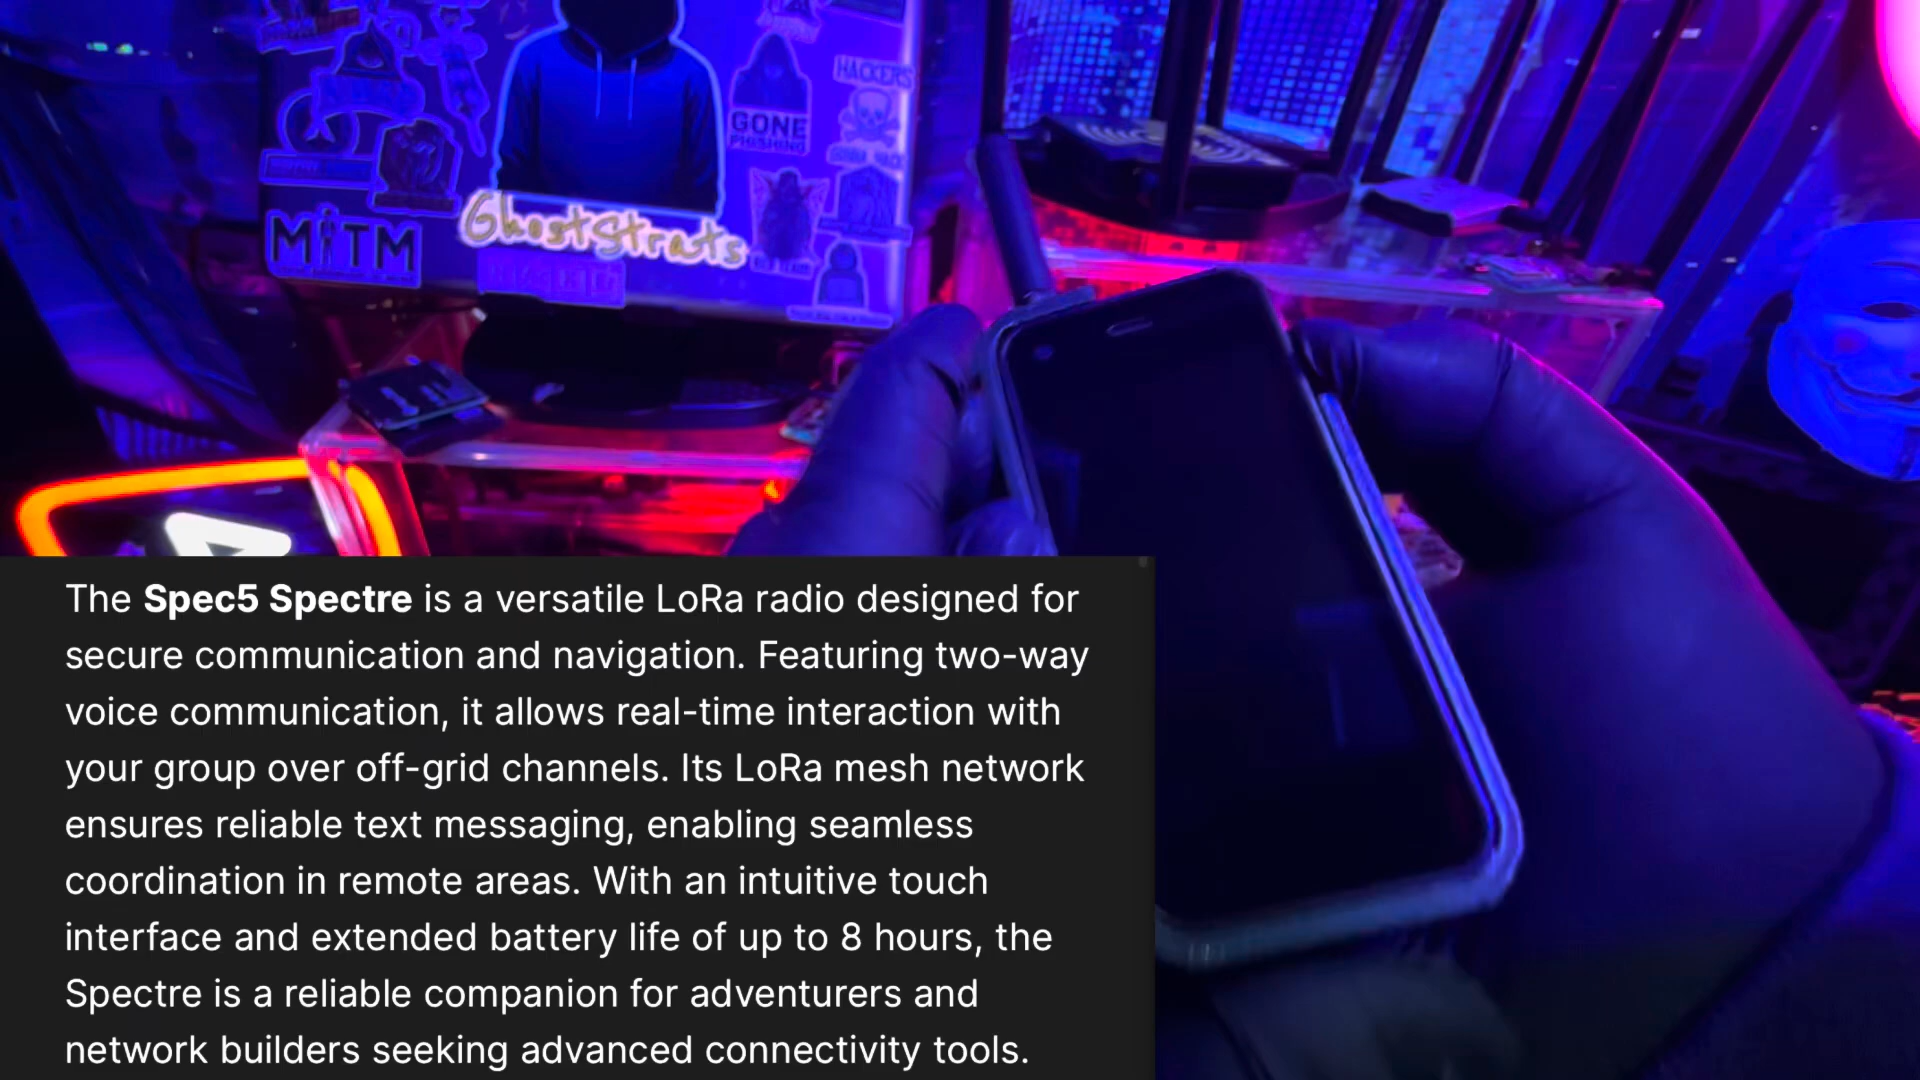 HACKERS
GONE
PHISHING
MITM
GhostStrats
The Spec5 Spectre is a versatile LoRa radio designed for
secure communication and navigation. Featuring two-way
voice communication, it allows real-time interaction with
your group over off-grid channels. Its LoRa mesh network
ensures reliable text messaging, enabling seamless
coordination in remote areas. With an intuitive touch
interface and extended battery life of up to 8 hours, the
Spectre is a reliable companion for adventurers and
network builders seeking advanced connectivity tools.